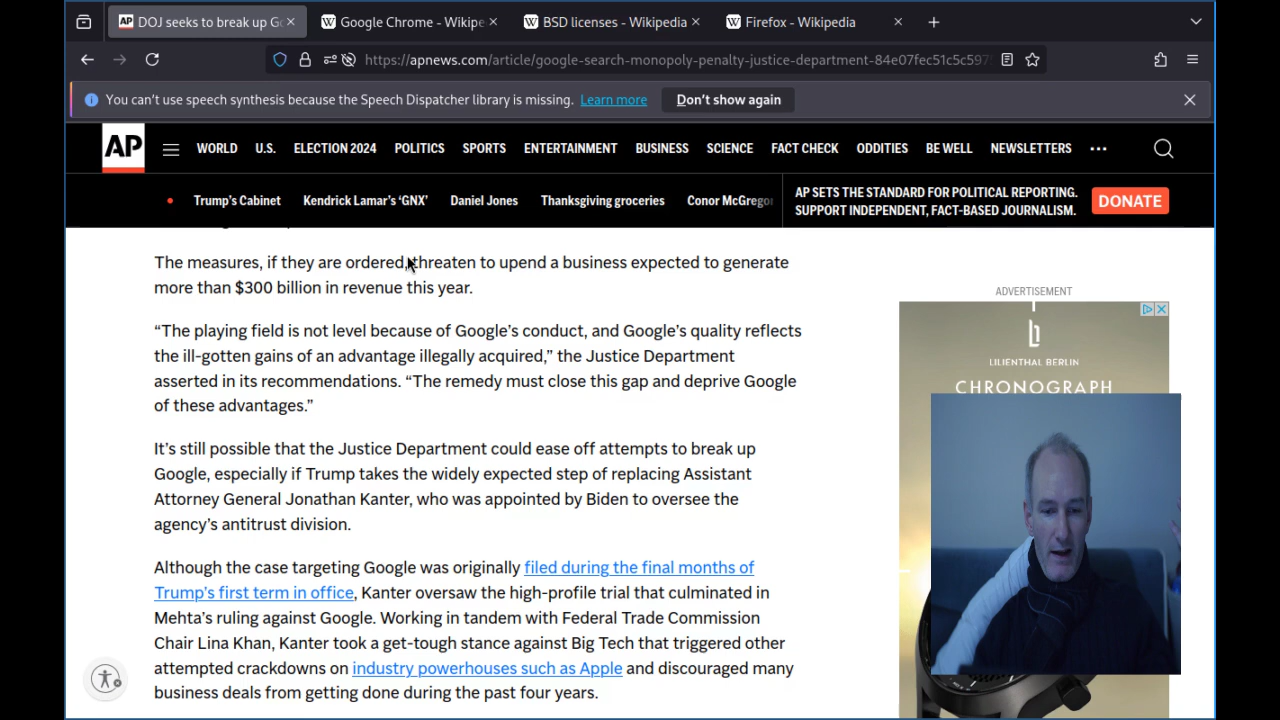 DOJ seeks to break up Go
Google Chrome - Wikipe
BSD licenses - Wikipedia
Firefox - Wikipedia
https://apnews.com/article/google-search-monopoly-penalty-justice-department-84e07fec51c5c597
You can't use speech synthesis because the Speech Dispatcher library is missing. Learn more
Don't show again
AP
WORLD
U.S.
ELECTION 2024
POLITICS
SPORTS
ENTERTAINMENT
BUSINESS
SCIENCE
FACT CHECK
ODDITIES
BE WELL
NEWSLETTERS
Trump's Cabinet
Kendrick Lamar's 'GNX'
Daniel Jones
Thanksgiving groceries
Conor McGregor
AP SETS THE STANDARD FOR POLITICAL REPORTING.
SUPPORT INDEPENDENT, FACT-BASED JOURNALISM.
DONATE
The measures, if they are ordered, threaten to upend a business expected to generate
more than $300 billion in revenue this year.
“The playing field is not level because of Google’s conduct, and Google’s quality reflects
the ill-gotten gains of an advantage illegally acquired,” the Justice Department
asserted in its recommendations. “The remedy must close this gap and deprive Google
of these advantages.”
It’s still possible that the Justice Department could ease off attempts to break up
Google, especially if Trump takes the widely expected step of replacing Assistant
Attorney General Jonathan Kanter, who was appointed by Biden to oversee the
agency’s antitrust division.
Although the case targeting Google was originally filed during the final months of
Trump’s first term in office, Kanter oversaw the high-profile trial that culminated in
Mehta’s ruling against Google. Working in tandem with Federal Trade Commission
Chair Lina Khan, Kanter took a get-tough stance against Big Tech that triggered other
attempted crackdowns on industry powerhouses such as Apple and discouraged many
business deals from getting done during the past four years.
ADVERTISEMENT
LILIENTHAL BERLIN
CHRONOGRAPH